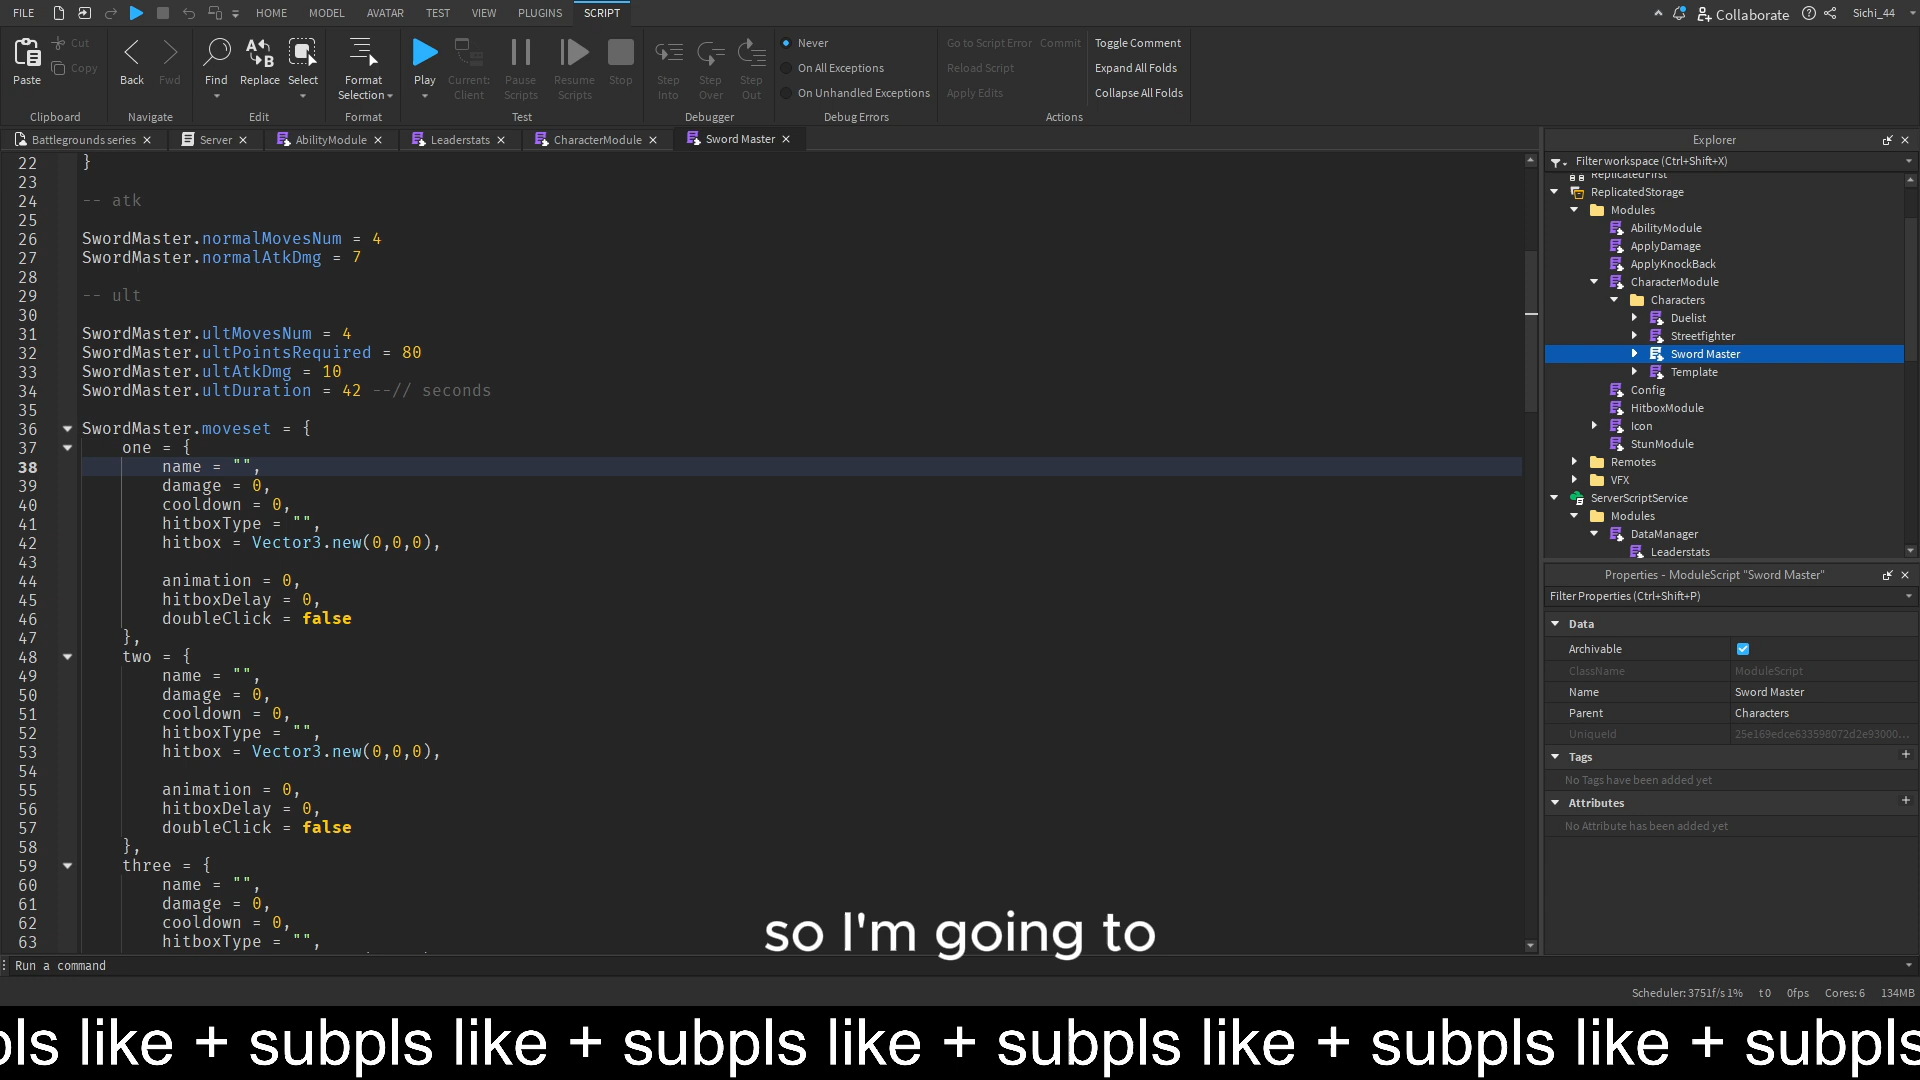 FILE HOME MODEL AVATAR TEST VIEW PLUGINS SCRIPT Collaborate Sichi_44
Paste Cut Copy Back Fwd Find Replace Select Format Selection Play Current: Client Pause Scripts Resume Scripts Stop Step Into Step Over Step Out
Never
On All Exceptions
On Unhandled Exceptions
Go to Script Error Commit
Reload Script
Apply Edits
Toggle Comment
Expand All Folds
Collapse All Folds
Clipboard Navigate Edit Format Test Debugger Debug Errors Actions
Battlegrounds series Server AbilityModule Leaderstats CharacterModule Sword Master
22 }
23
24 -- atk
25
26 SwordMaster.normalMovesNum = 4
27 SwordMaster.normalAtkDmg = 7
28
29 -- ult
30
31 SwordMaster.ultMovesNum = 4
32 SwordMaster.ultPointsRequired = 80
33 SwordMaster.ultAtkDmg = 10
34 SwordMaster.ultDuration = 42 --// seconds
35
36 SwordMaster.moveset = {
37 one = {
38 name = "",
39 damage = 0,
40 cooldown = 0,
41 hitboxType = "",
42 hitbox = Vector3.new(0,0,0),
43
44 animation = 0,
45 hitboxDelay = 0,
46 doubleClick = false
47 },
48 two = {
49 name = "",
50 damage = 0,
51 cooldown = 0,
52 hitboxType = "",
53 hitbox = Vector3.new(0,0,0),
54
55 animation = 0,
56 hitboxDelay = 0,
57 doubleClick = false
58 },
59 three = {
60 name = "",
61 damage = 0,
62 cooldown = 0,
63 hitboxType = "",
so I'm going to
Run a command
Explorer
Filter workspace (Ctrl+Shift+X)
ReplicatedFirst
ReplicatedStorage
Modules
AbilityModule
ApplyDamage
ApplyKnockBack
CharacterModule
Characters
Duelist
Streetfighter
Sword Master
Template
Config
HitboxModule
Icon
StunModule
Remotes
VFX
ServerScriptService
Modules
DataManager
Leaderstats
Properties - ModuleScript "Sword Master"
Filter Properties (Ctrl+Shift+P)
Data
Archivable
ClassName ModuleScript
Name Sword Master
Parent Characters
UniqueId 25e169edce633598072d2e93000...
Tags
No Tags have been added yet
Attributes
No Attribute has been added yet
Scheduler: 3751f/s 1% t0 0fps Cores: 6 134MB
pls like + subpls like + subpls like + subpls like + subpls like + subpls